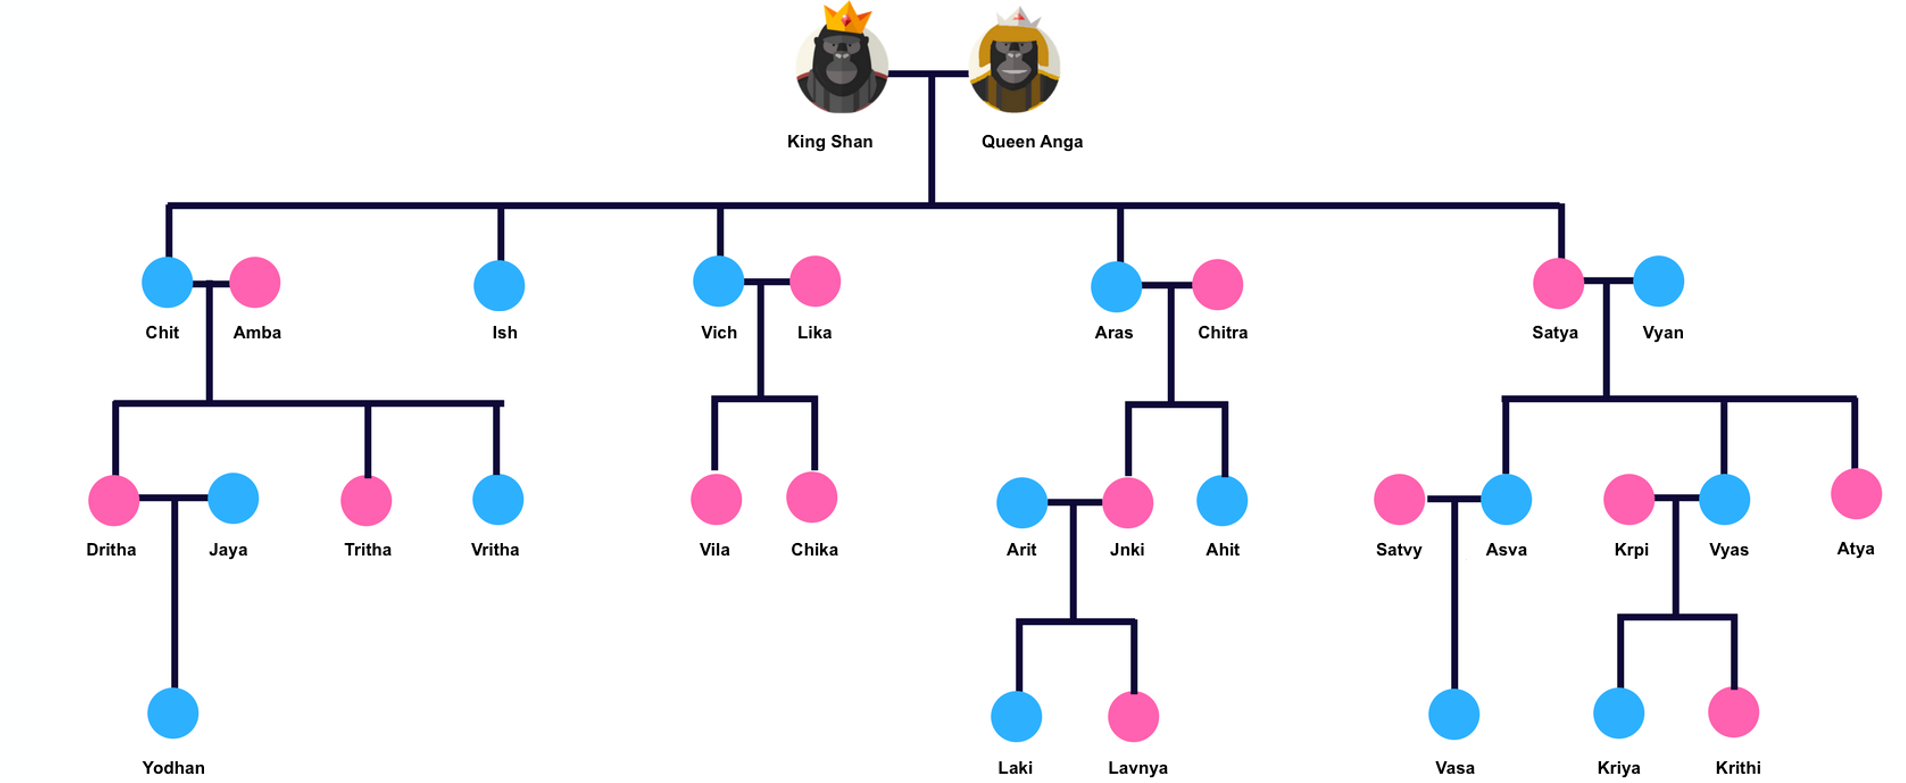 King Shan
Queen Anga
Chit
Amba
Ish
Vich
Lika
Aras
Chitra
Satya
Vyan
Dritha
Jaya
Tritha
Vritha
Vila
Chika
Arit
Jnki
Ahit
Satvy
Asva
Krpi
Vyas
Atya
Yodhan
Laki
Lavnya
Vasa
Kriya
Krithi